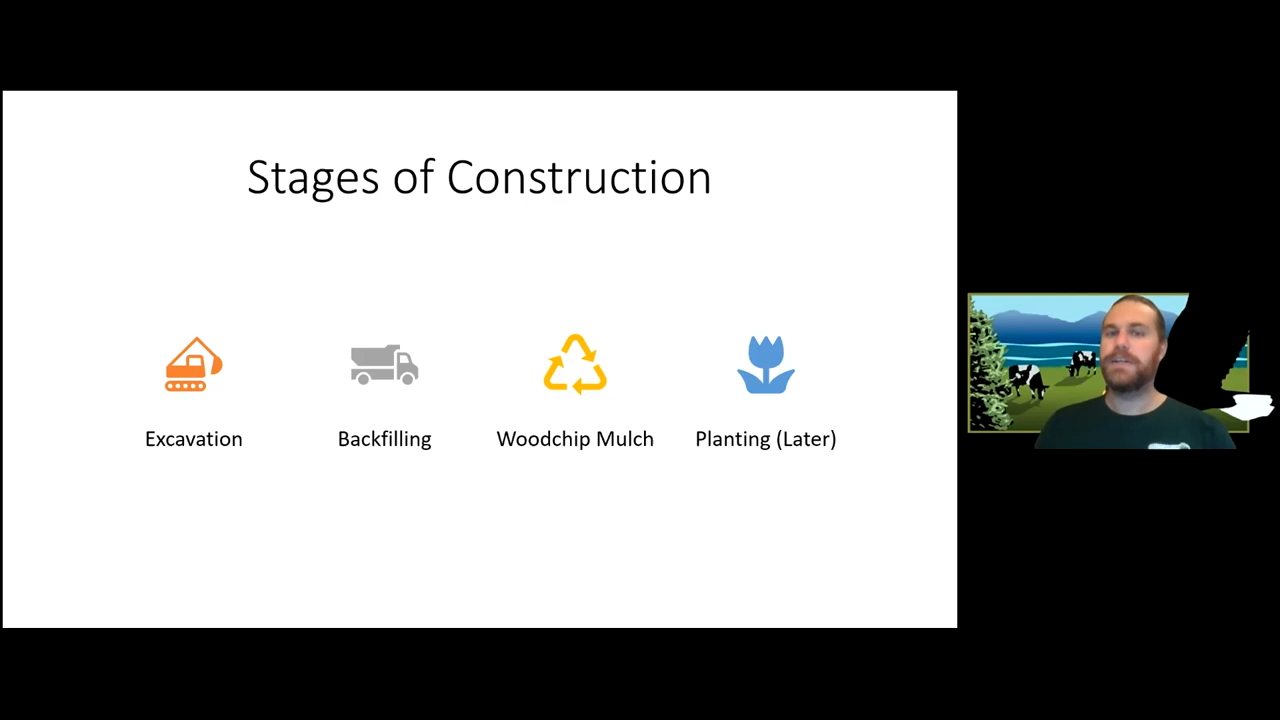 Stages of Construction
Excavation
Backfilling
Woodchip Mulch
Planting (Later)